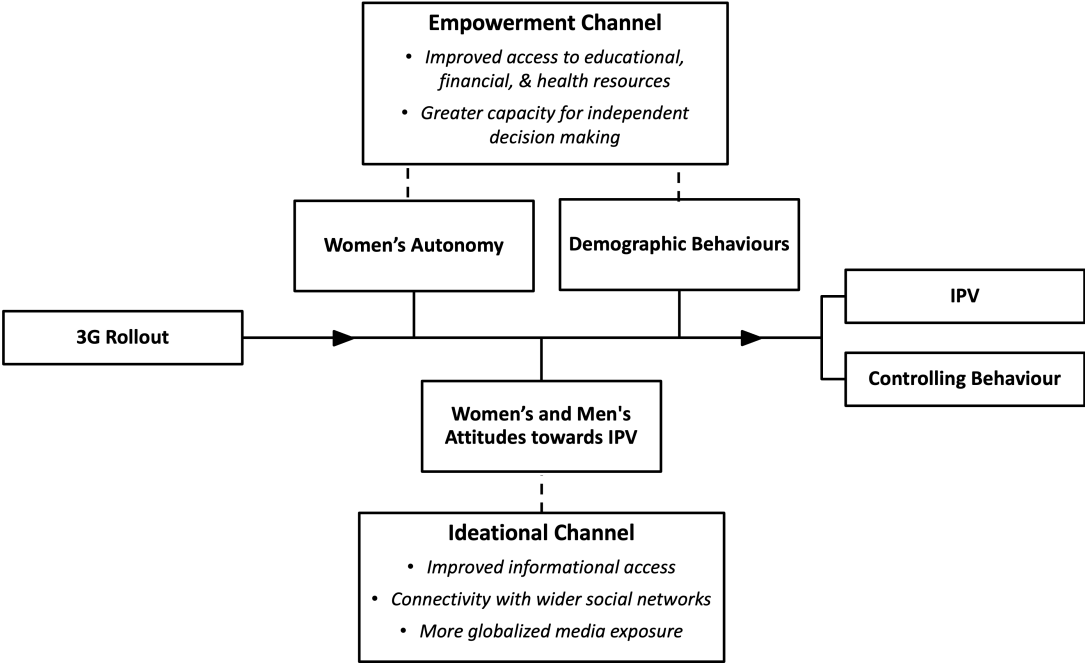 Empowerment Channel
• Improved access to educational,
financial, & health resources
• Greater capacity for independent
decision making
Women’s Autonomy
Demographic Behaviours
3G Rollout
IPV
Controlling Behaviour
Women’s and Men's
Attitudes towards IPV
Ideational Channel
• Improved informational access
• Connectivity with wider social networks
• More globalized media exposure